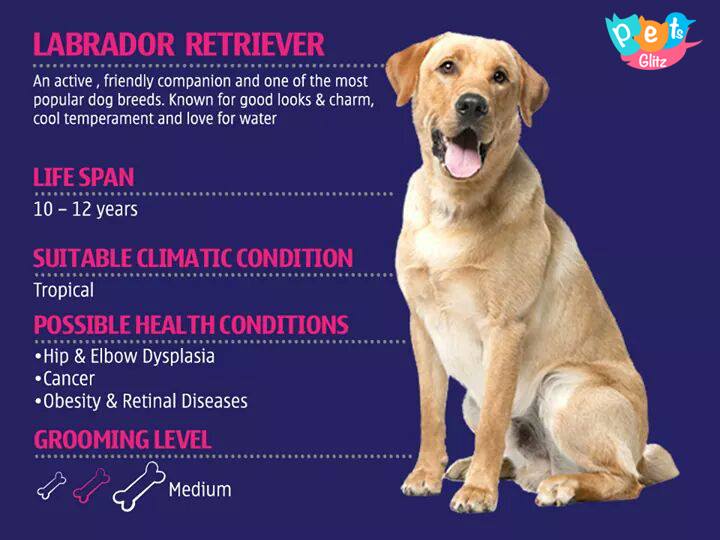 LABRADOR RETRIEVER
An active , friendly companion and one of the most
popular dog breeds. Known for good looks & charm,
cool temperament and love for water
LIFE SPAN
10 – 12 years
SUITABLE CLIMATIC CONDITION
Tropical
POSSIBLE HEALTH CONDITIONS
•Hip & Elbow Dysplasia
•Cancer
•Obesity & Retinal Diseases
GROOMING LEVEL
Medium
pets
Glitz